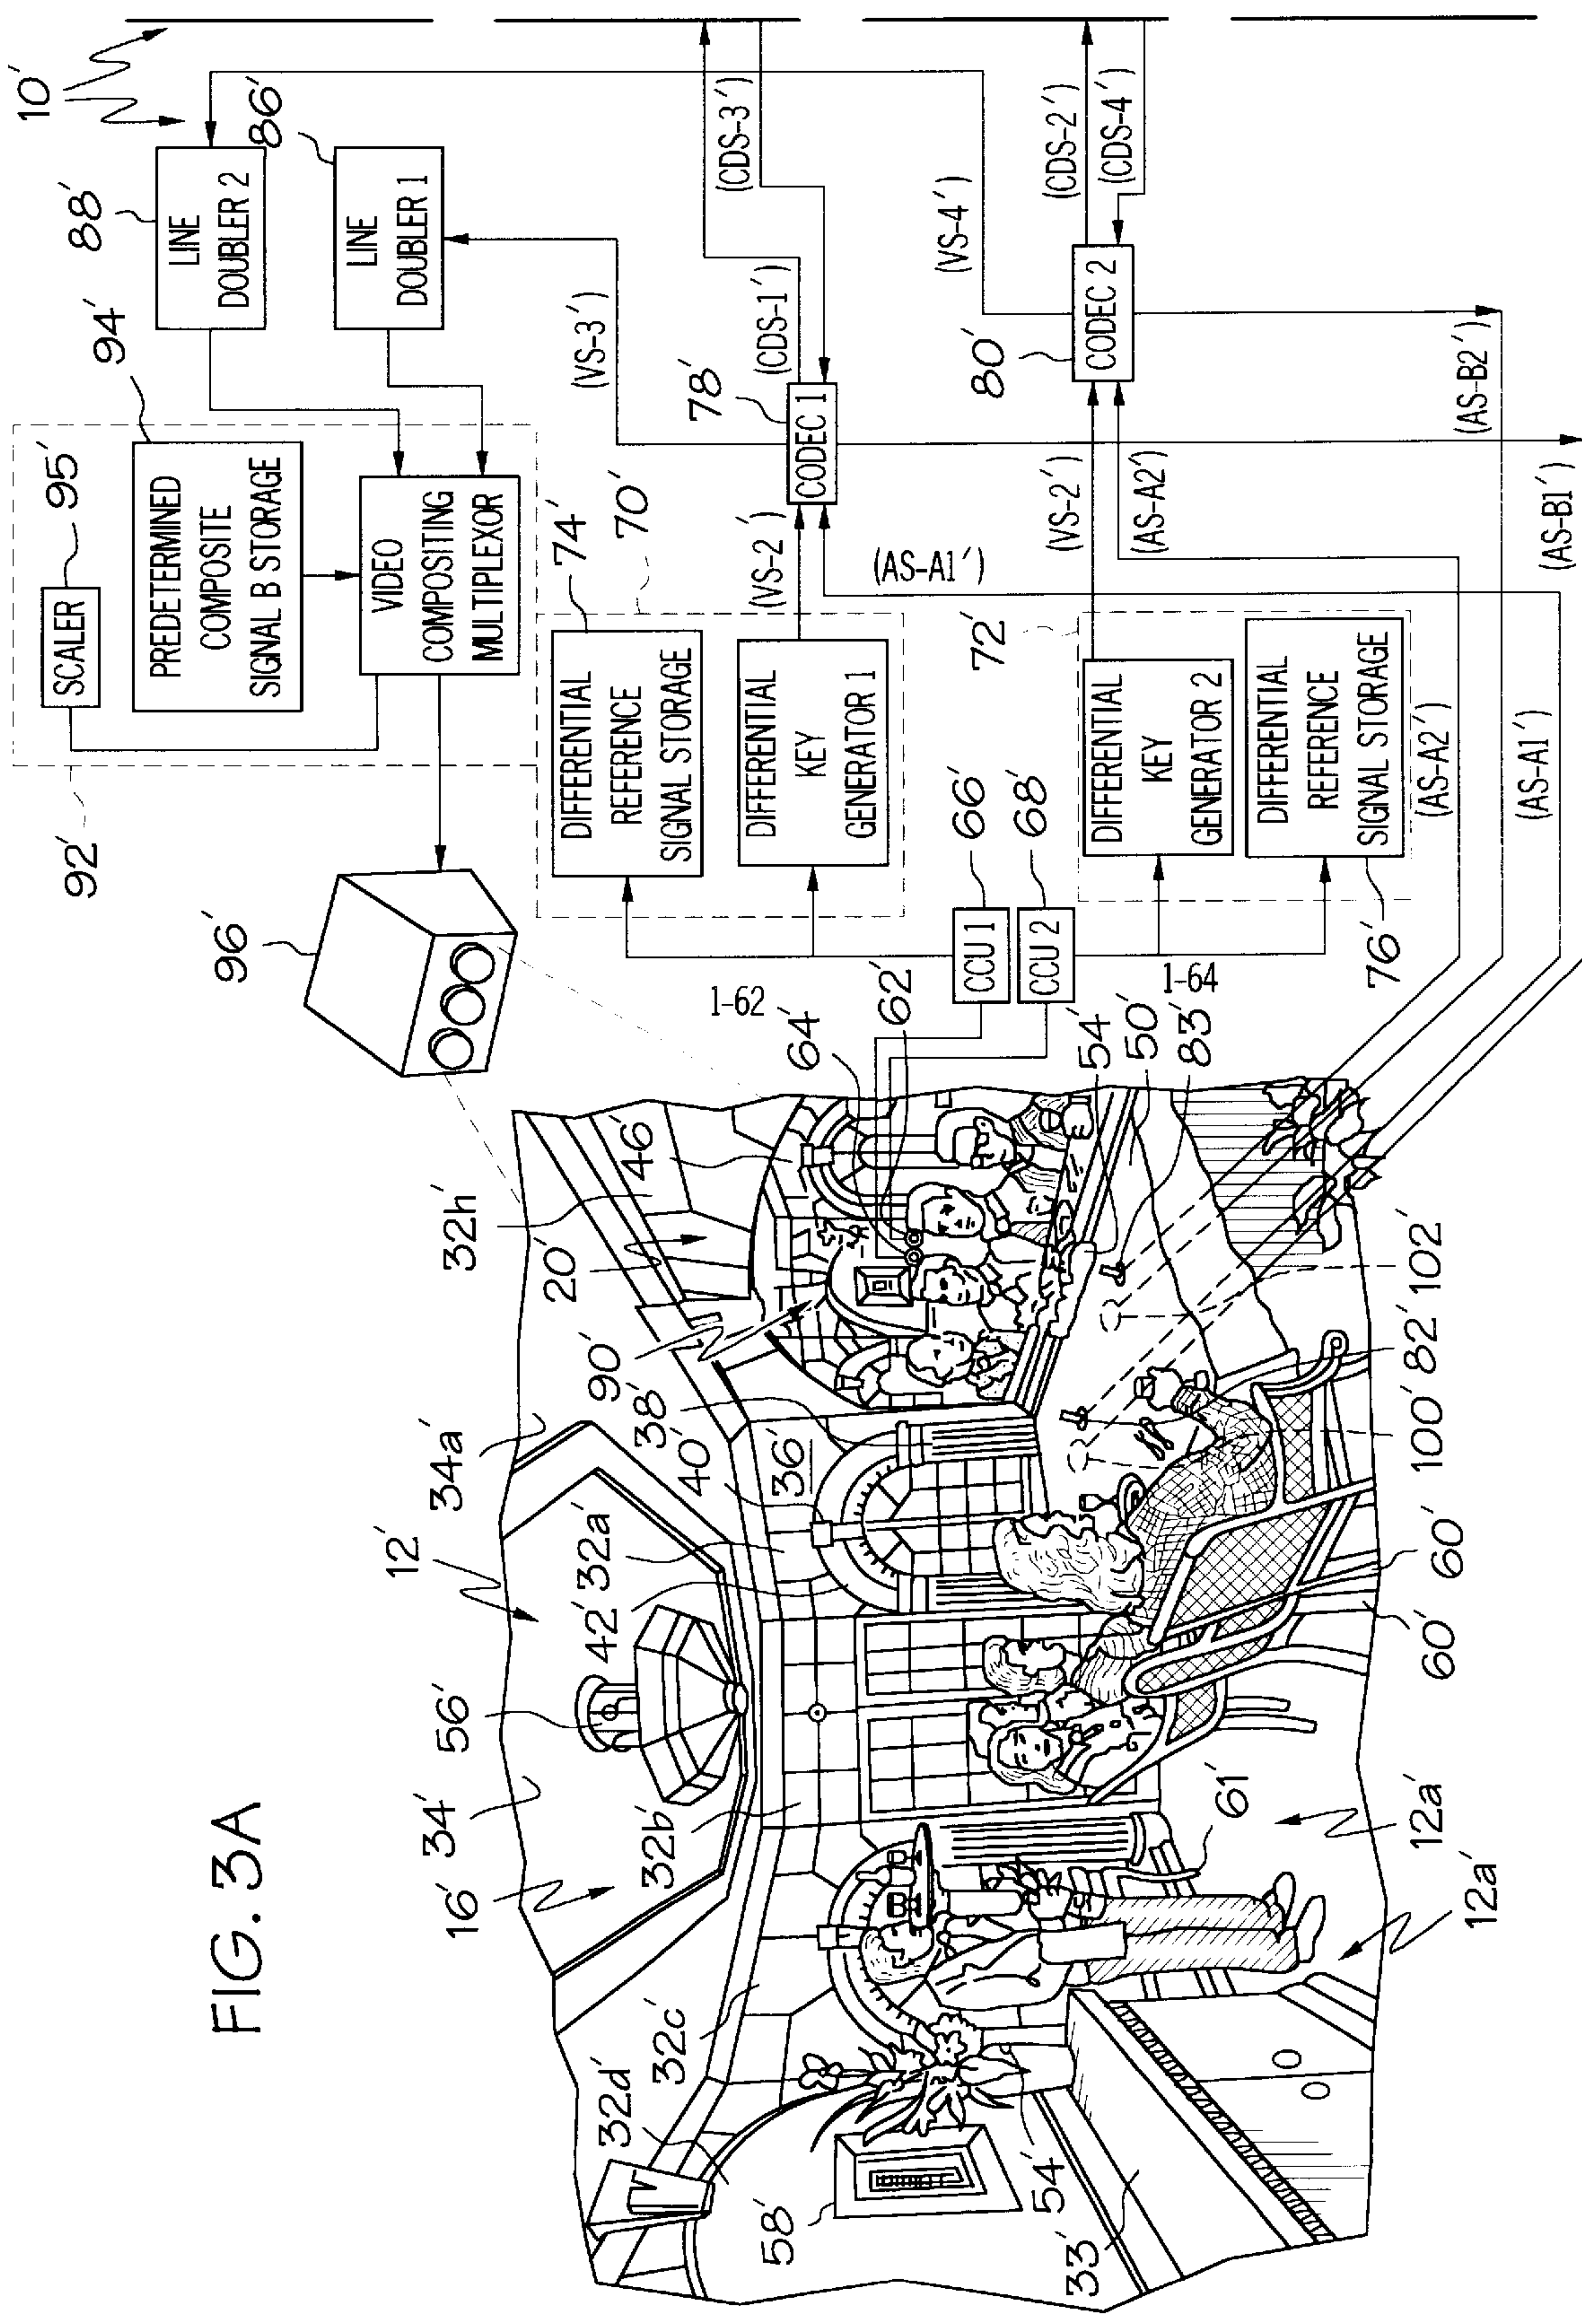 FIG. 3A
10'
88'
LINE
DOUBLER 2
86'
LINE
DOUBLER 1
94'
95'
SCALER
PREDETERMINED
COMPOSITE
SIGNAL B STORAGE
VIDEO
COMPOSITING
MULTIPLEXOR
92'
96'
(VS-3')
(CDS-3')
(CDS-1')
78'
CODEC 1
(VS-4')
(CDS-2')
(CDS-4')
80'
CODEC 2
(AS-B2')
(AS-B1')
70'
74'
DIFFERENTIAL
REFERENCE
SIGNAL STORAGE
(VS-2')
DIFFERENTIAL
KEY
GENERATOR 1
(AS-A1')
(VS-2')
(AS-A2')
72'
DIFFERENTIAL
KEY
GENERATOR 2
DIFFERENTIAL
REFERENCE
SIGNAL STORAGE
76'
(AS-A2')
(AS-A1')
66'
CCU 1
68'
CCU 2
1-62
1-64
64'
62'
54'
50'
83'
46'
32h'
20'
90'
38'
40'
36'
34a'
12'
32a'
42'
56'
34'
16'
32b'
32c'
32d'
58'
54'
33'
61'
12a'
12a'
60'
60'
100'
82'
102'